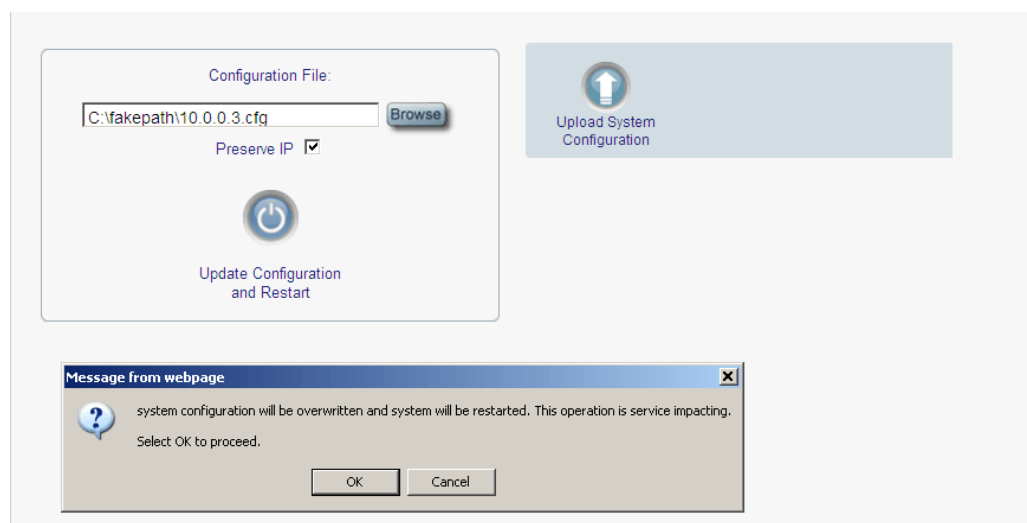 Configuration File:
C:\fakepath\10.0.0.3.cfg
Browse
Preserve IP
Update Configuration
and Restart
Upload System
Configuration
Message from webpage
system configuration will be overwritten and system will be restarted. This operation is service impacting.
Select OK to proceed.
OK
Cancel